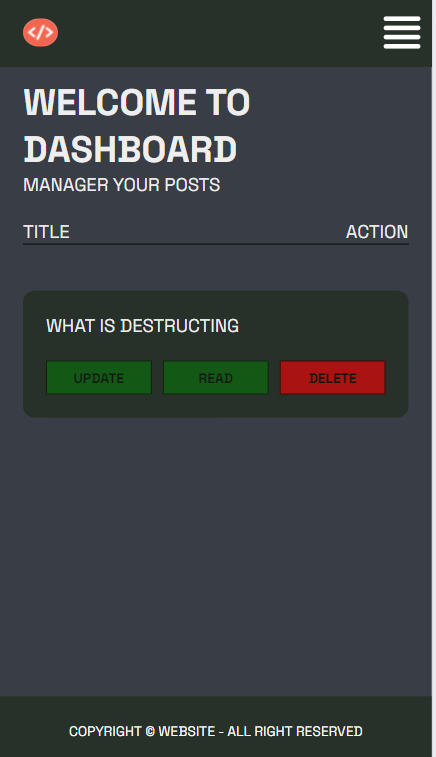 </>
WELCOME TO
DASHBOARD
MANAGER YOUR POSTS
TITLE ACTION
WHAT IS DESTRUCTING
UPDATE READ DELETE
COPYRIGHT © WEBSITE - ALL RIGHT RESERVED